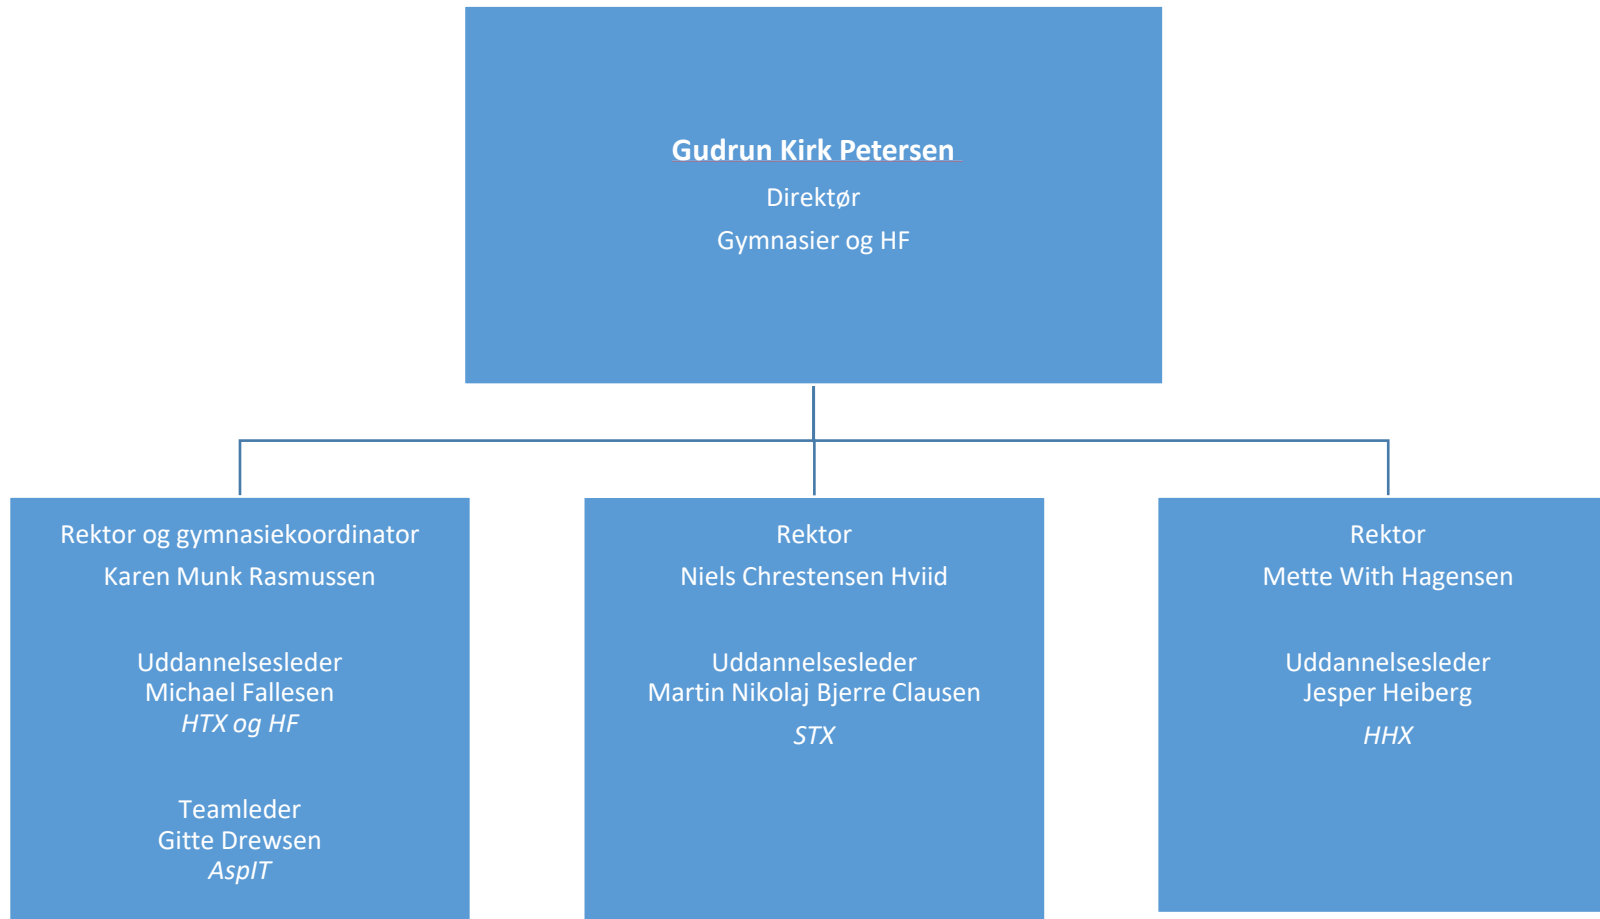 Gudrun Kirk Petersen
Direktør
Gymnasier og HF
Rektor og gymnasiekoordinator
Karen Munk Rasmussen
Uddannelsesleder
Michael Fallesen
HTX og HF
Teamleder
Gitte Drewsen
AspIT
Rektor
Niels Chrestensen Hviid
Uddannelsesleder
Martin Nikolaj Bjerre Clausen
STX
Rektor
Mette With Hagensen
Uddannelsesleder
Jesper Heiberg
HHX